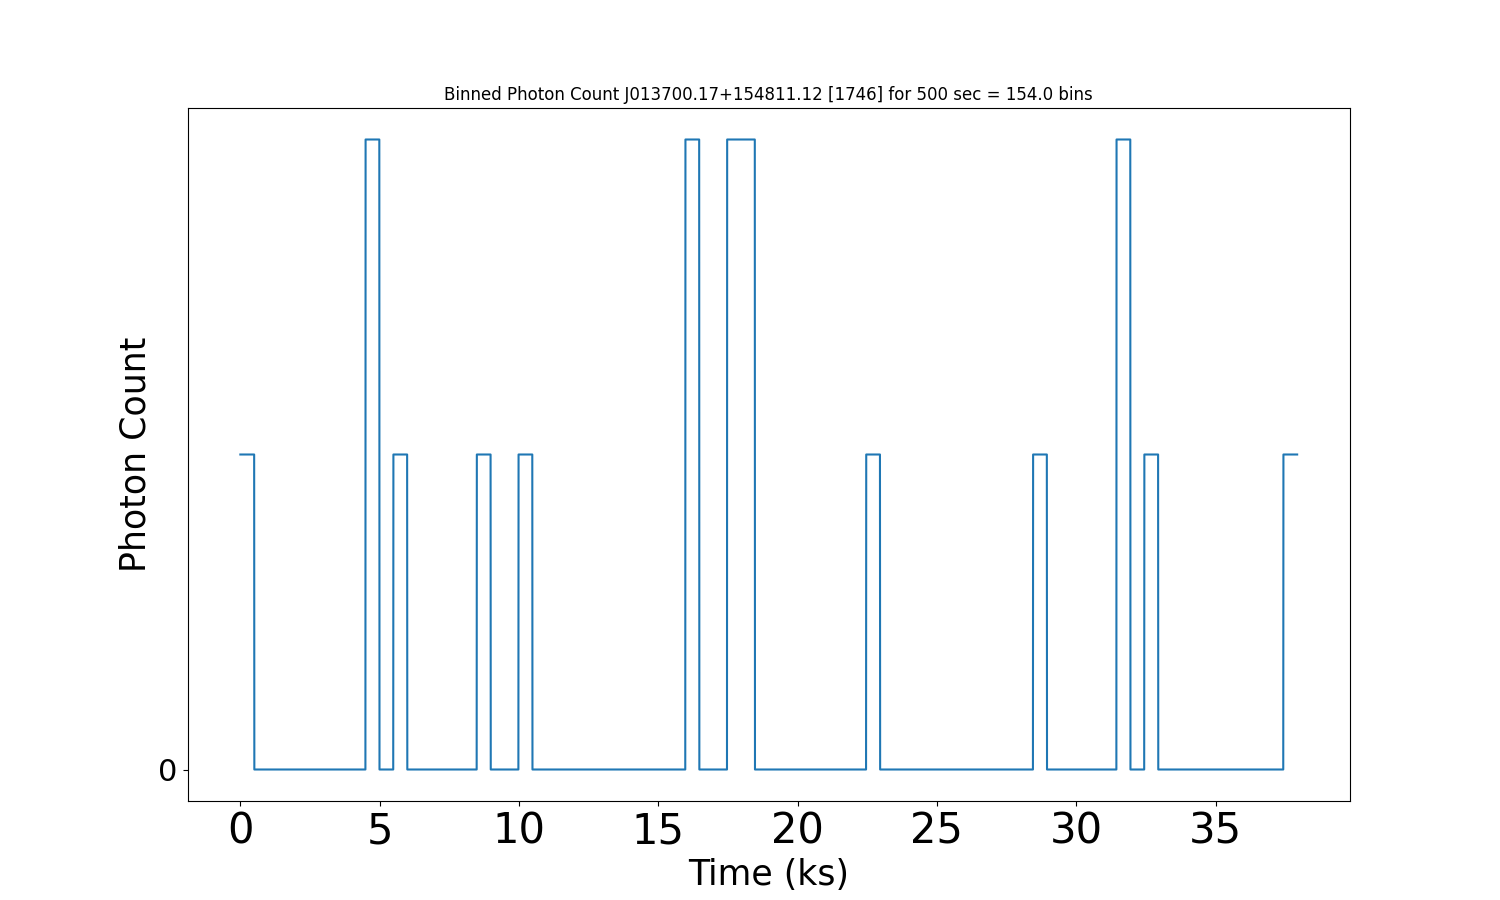 Binned Photon Count J013700.17+154811.12 [1746] for 500 sec = 154.0 bins
Photon Count
0
0 5 10 15 20 25 30 35
Time (ks)